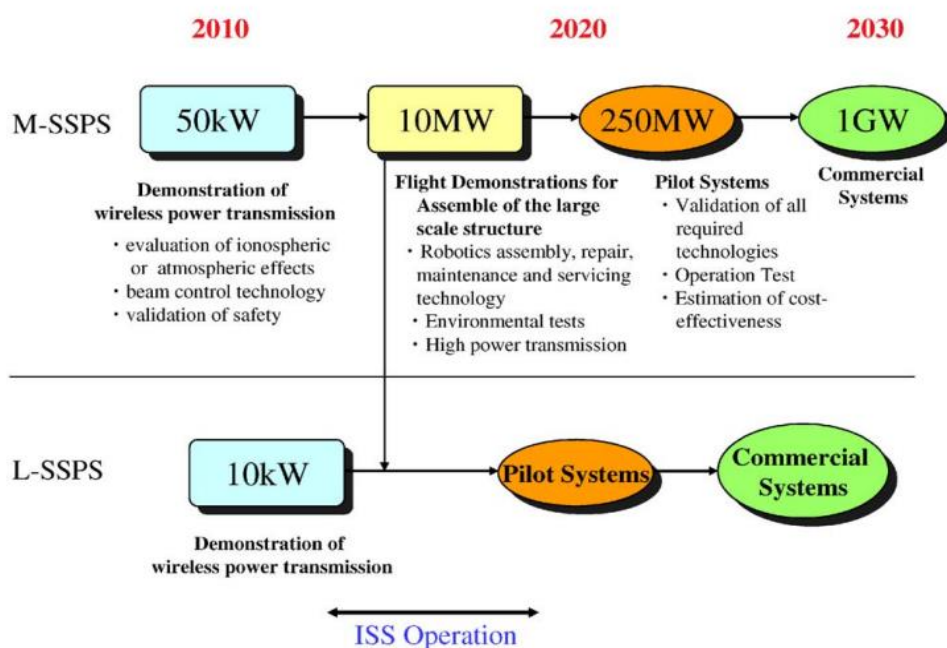 2010
2020
2030
M-SSPS
50kW
10MW
250MW
1GW
Demonstration of
wireless power transmission
・evaluation of ionospheric
or atmospheric effects
・beam control technology
・validation of safety
Flight Demonstrations for
Assemble of the large
scale structure
・Robotics assembly, repair,
maintenance and servicing
technology
・Environmental tests
・High power transmission
Pilot Systems
・Validation of all
required
technologies
・Operation Test
・Estimation of cost-
effectiveness
Commercial
Systems
L-SSPS
10kW
Pilot Systems
Commercial
Systems
Demonstration of
wireless power transmission
ISS Operation